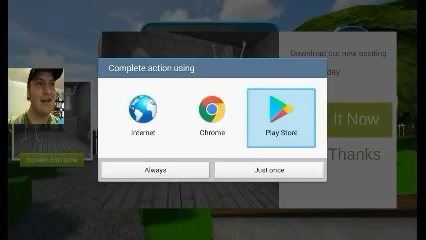 Complete action using
Internet
Chrome
Play Store
Always
Just once
Download our new exciting
day
It Now
Thanks
DOWNLOAD NOW